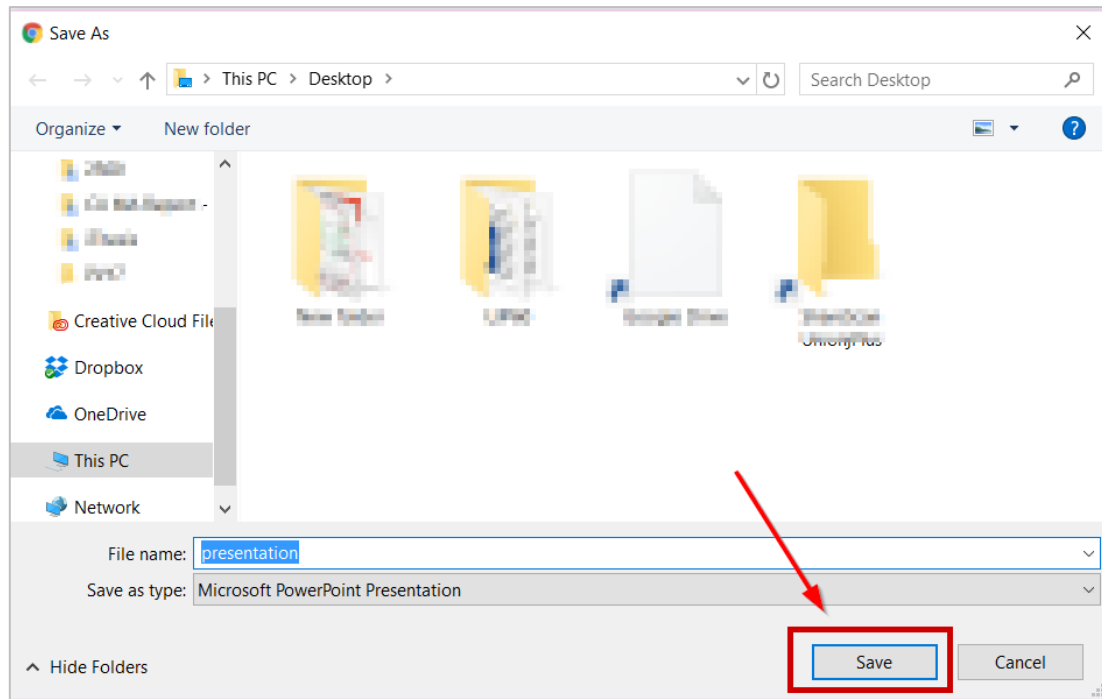 Save As
This PC > Desktop >
Search Desktop
Organize
New folder
Creative Cloud File
Dropbox
OneDrive
This PC
Network
File name: presentation
Save as type: Microsoft PowerPoint Presentation
Hide Folders
Save
Cancel